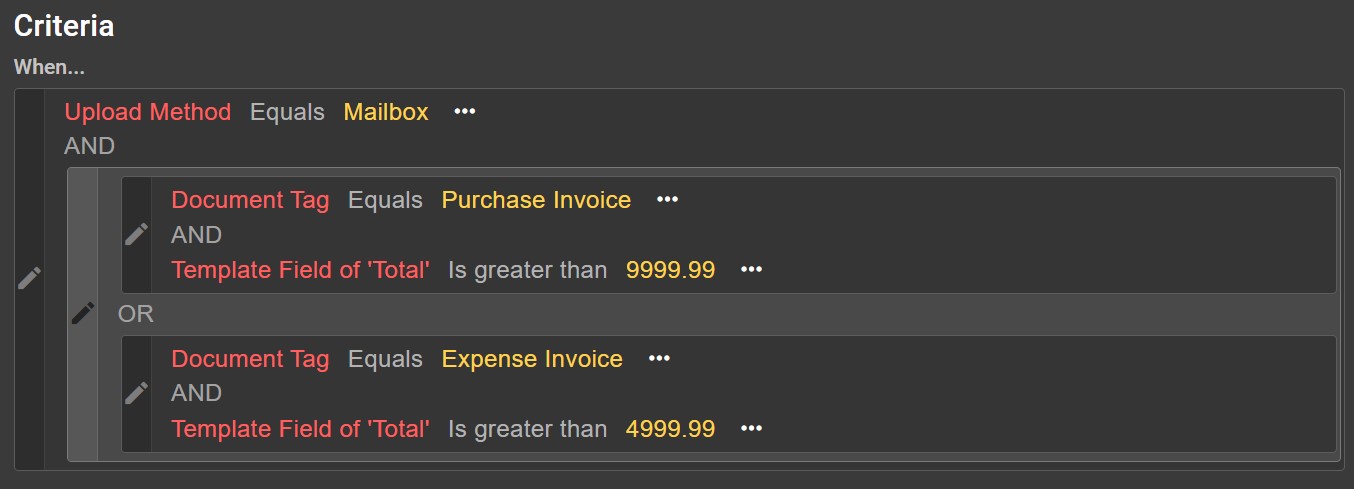 Criteria
When...
Upload Method Equals Mailbox •••
AND
Document Tag Equals Purchase Invoice •••
AND
Template Field of 'Total' Is greater than 9999.99 •••
OR
Document Tag Equals Expense Invoice •••
AND
Template Field of 'Total' Is greater than 4999.99 •••